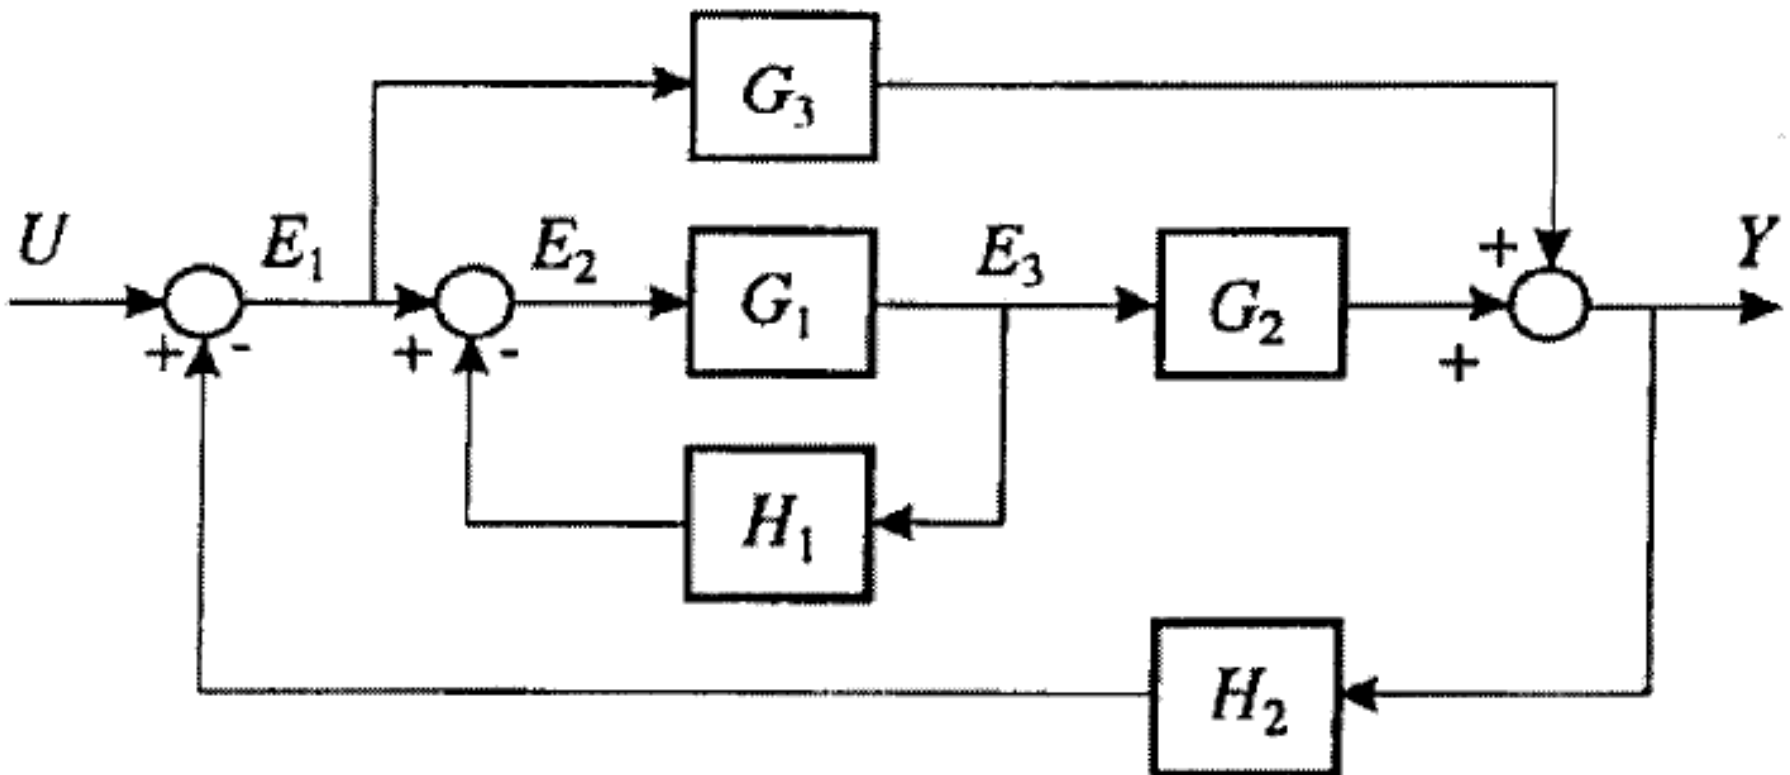 G₃
U
E₁
E₂
G₁
E₃
G₂
+
Y
+ -
+ -
+
H₁
H₂